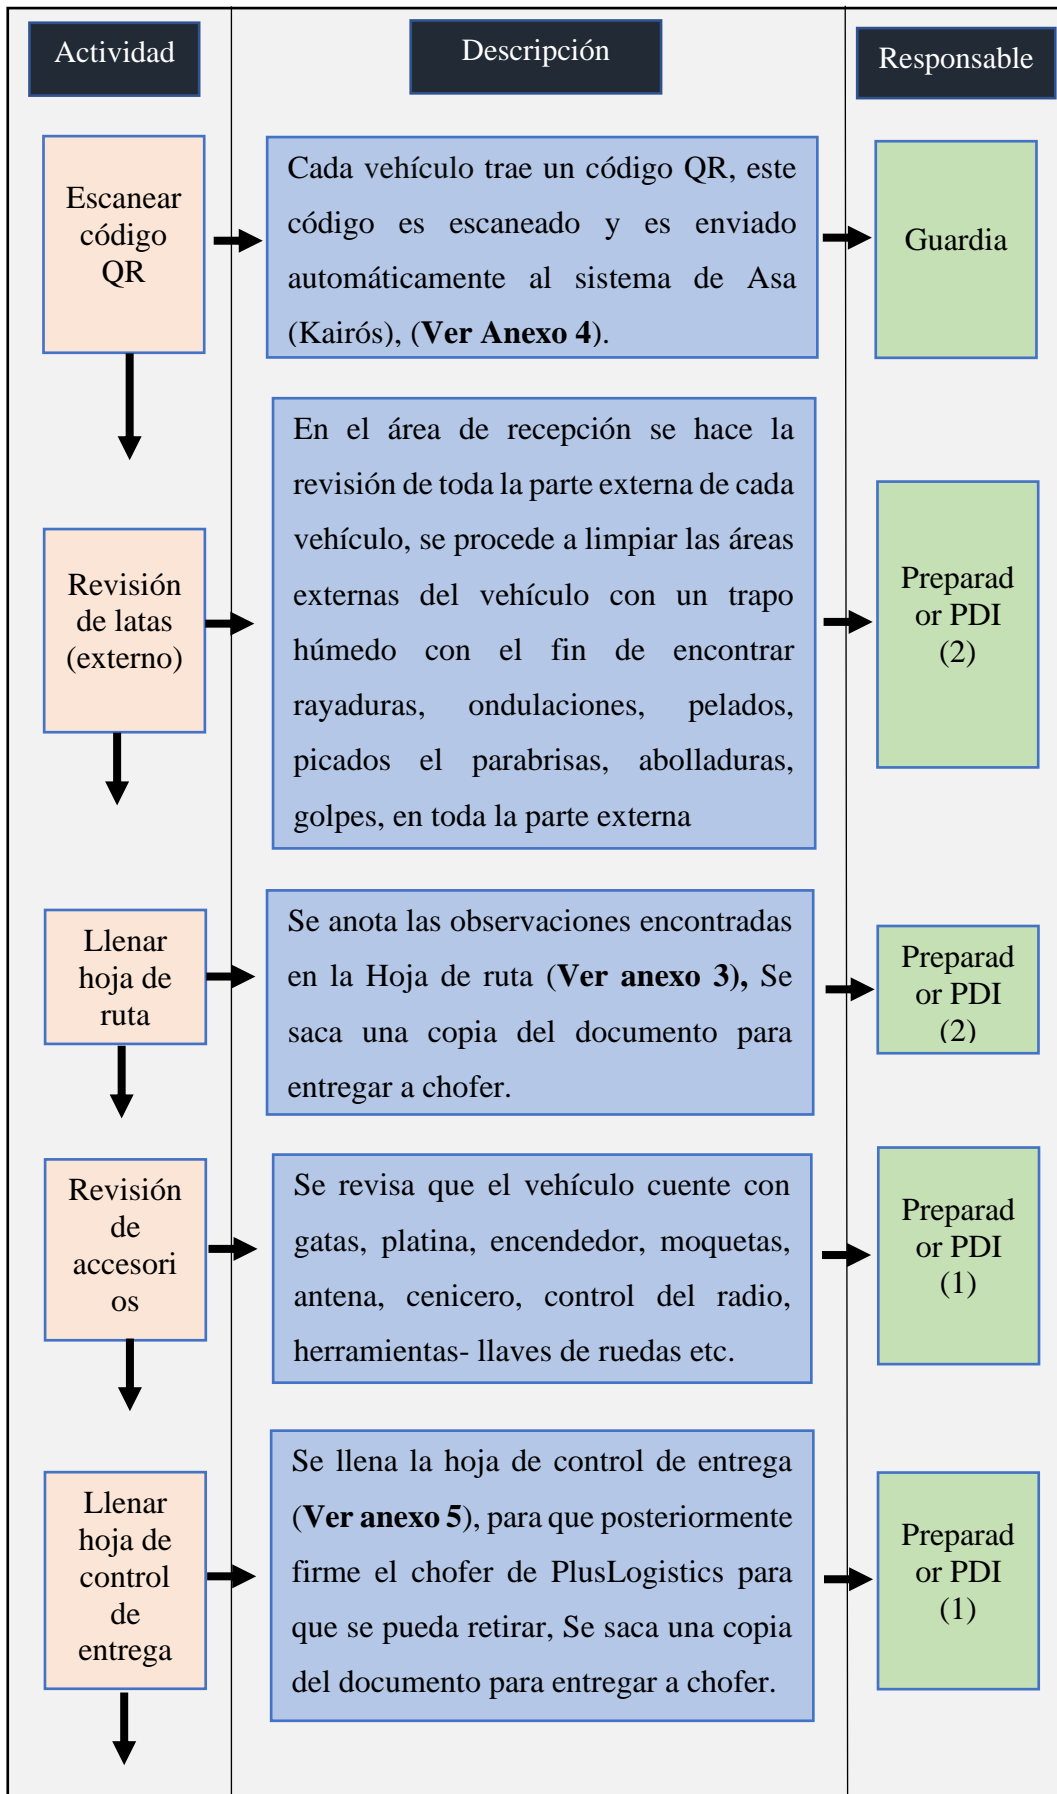 Actividad
Descripción
Responsable
Escanear
código
QR
Cada vehículo trae un código QR, este
código es escaneado y es enviado
automáticamente al sistema de Asa
(Kairós), (Ver Anexo 4).
Guardia
Revisión
de latas
(externo)
En el área de recepción se hace la
revisión de toda la parte externa de cada
vehículo, se procede a limpiar las áreas
externas del vehículo con un trapo
húmedo con el fin de encontrar
rayaduras, ondulaciones, pelados,
picados el parabrisas, abolladuras,
golpes, en toda la parte externa
Preparad
or PDI
(2)
Llenar
hoja de
ruta
Se anota las observaciones encontradas
en la Hoja de ruta (Ver anexo 3), Se
saca una copia del documento para
entregar a chofer.
Preparad
or PDI
(2)
Revisión
de
accesori
os
Se revisa que el vehículo cuente con
gatas, platina, encendedor, moquetas,
antena, cenicero, control del radio,
herramientas- llaves de ruedas etc.
Preparad
or PDI
(1)
Llenar
hoja de
control
de
entrega
Se llena la hoja de control de entrega
(Ver anexo 5), para que posteriormente
firme el chofer de PlusLogistics para
que se pueda retirar, Se saca una copia
del documento para entregar a chofer.
Preparad
or PDI
(1)